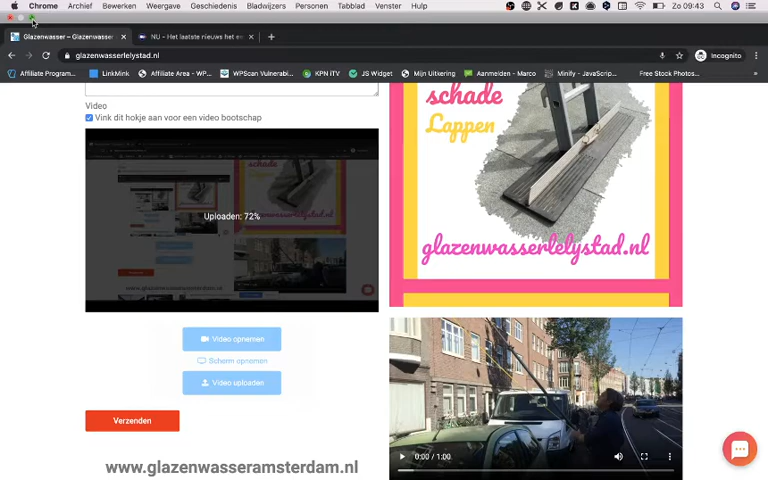 Chrome Archief Bewerken Weergave Geschiedenis Bladwijzers Personen Tabblad Venster Help Zo 09:43
Glazenwasser – Glazenwasser NU - Het laatste nieuws het e
glazenwasserlelystad.nl Incognito
Affiliate Program... LinkMink Affiliate Area - WP... WPScan Vulnerabi... KPN iTV JS Widget Mijn Uitkering Aanmelden - Marco Minify - JavaScrip... Free Stock Photos...
Video
Vink dit hokje aan voor een video bootschap
Uploaden: 72%
Video opnemen
Scherm opnemen
Video uploaden
Verzenden
www.glazenwasseramsterdam.nl
schade
Lappen
glazenwasserlelystad.nl
0:00 / 1:00